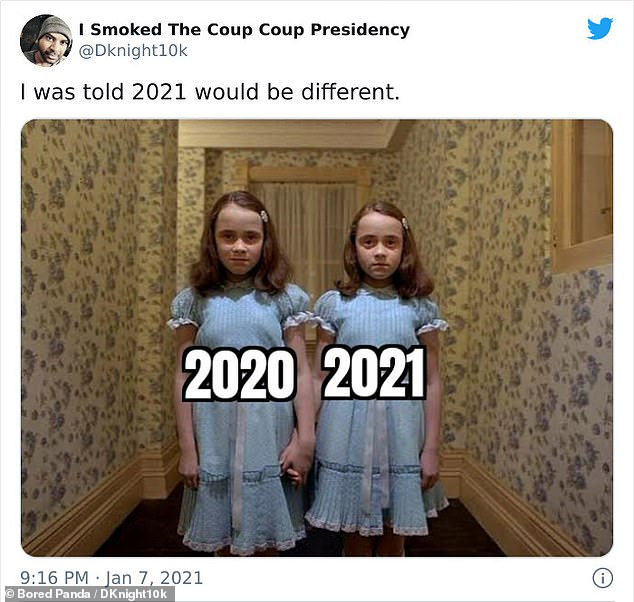 I Smoked The Coup Coup Presidency
@Dknight10k
I was told 2021 would be different.
2020 2021
9:16 PM · Jan 7, 2021
© Bored Panda / DKnight10k